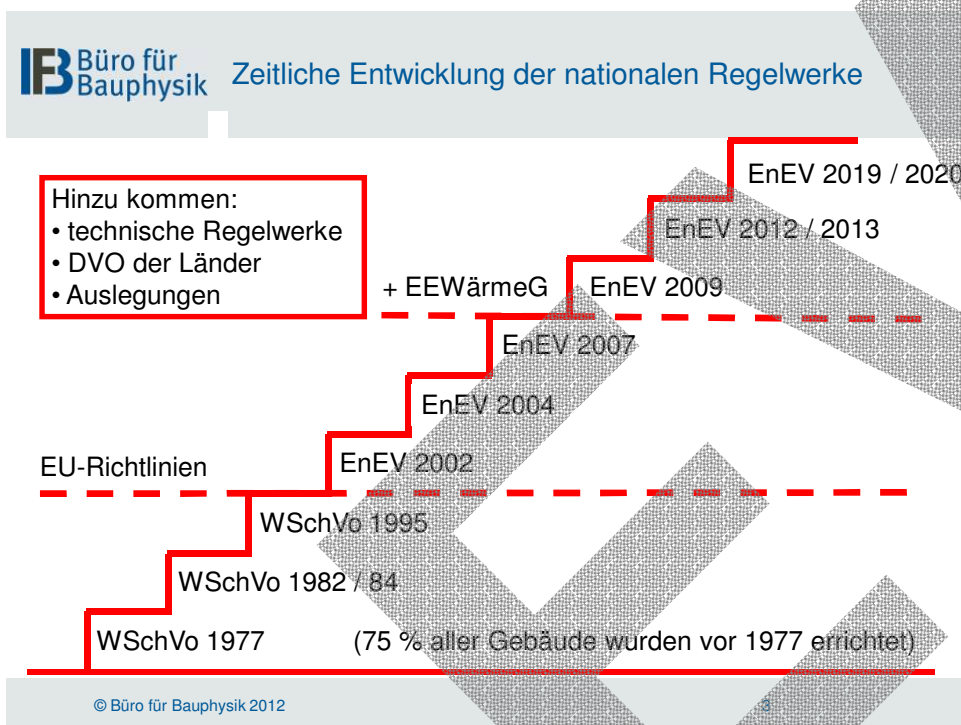 IFB Büro für
Bauphysik
Zeitliche Entwicklung der nationalen Regelwerke
EnEV 2019 / 2020
Hinzu kommen:
• technische Regelwerke
• DVO der Länder
• Auslegungen
EnEV 2012 / 2013
+ EEWärmeG
EnEV 2009
EnEV 2007
EnEV 2004
EU-Richtlinien
EnEV 2002
WSchVo 1995
WSchVo 1982 / 84
WSchVo 1977 (75 % aller Gebäude wurden vor 1977 errichtet)
© Büro für Bauphysik 2012
3